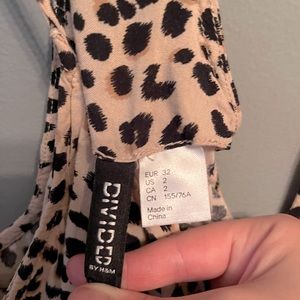 EUR 32
US 2
CA 2
CN 155/76A
Made in
China
DIVIDED
BY H&M